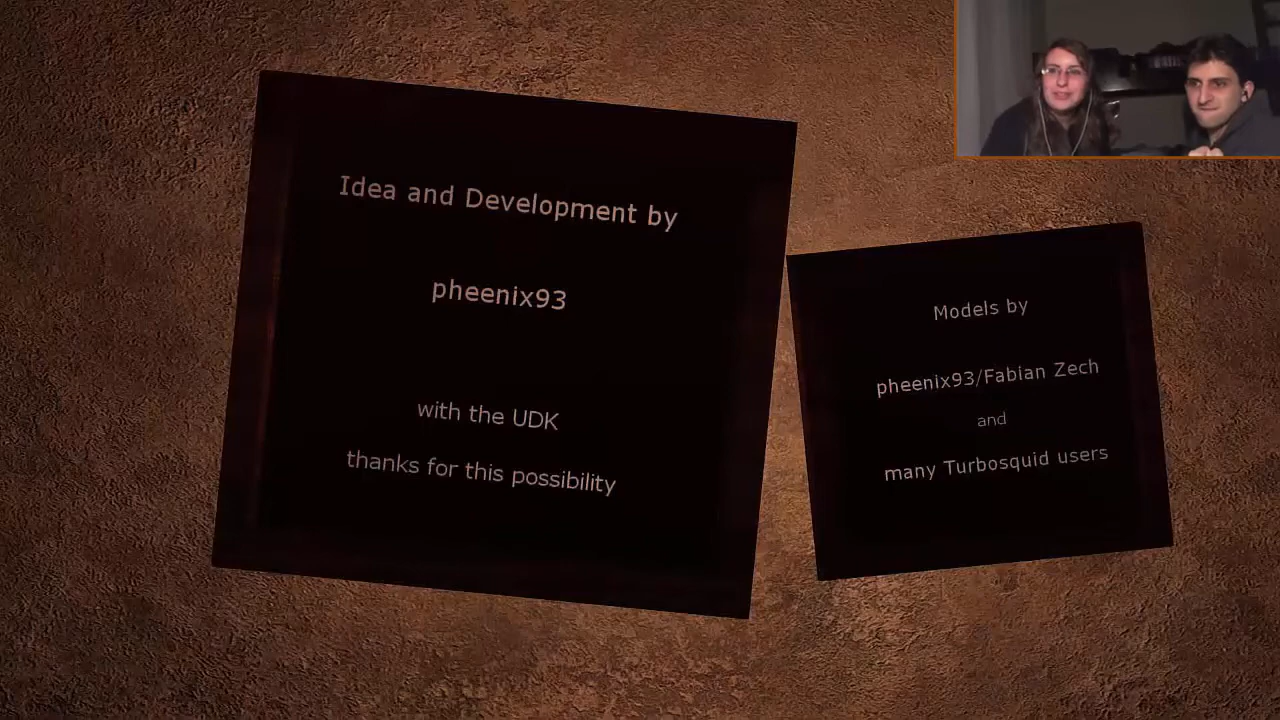 Idea and Development by
pheenix93
with the UDK
thanks for this possibility
Models by
pheenix93/Fabian Zech
and
many Turbosquid users